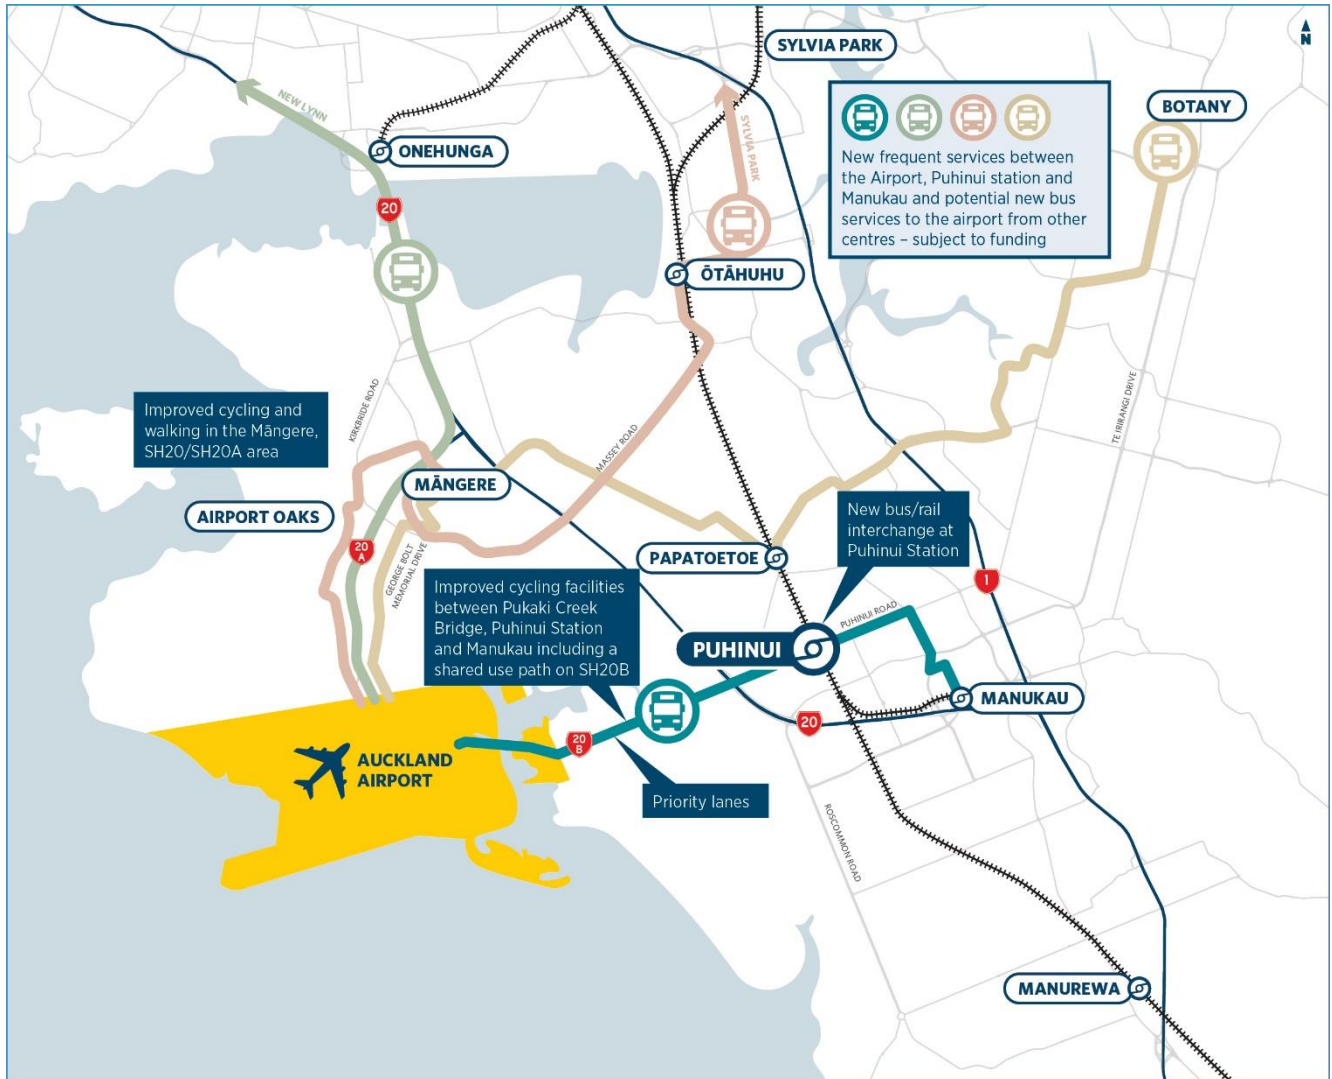 N
SYLVIA PARK
BOTANY
New frequent services between
the Airport, Puhinui station and
Manukau and potential new bus
services to the airport from other
centres – subject to funding
NEW LYNN
ONEHUNGA
SYLVIA PARK
20
ŌTĀHUHU
KIRKBRIDE ROAD
TE IRIRANGI DRIVE
Improved cycling and
walking in the Māngere,
SH20/SH20A area
MASSEY ROAD
MĀNGERE
AIRPORT OAKS
New bus/rail
interchange at
Puhinui Station
20
A
GEORGE BOLT
MEMORIAL DRIVE
PAPATOETOE
1
Improved cycling facilities
between Pukaki Creek
Bridge, Puhinui Station
and Manukau including a
shared use path on SH20B
PUHINUI ROAD
PUHINUI
MANUKAU
20
20
B
AUCKLAND
AIRPORT
Priority lanes
ROSCOMMON ROAD
MANUREWA